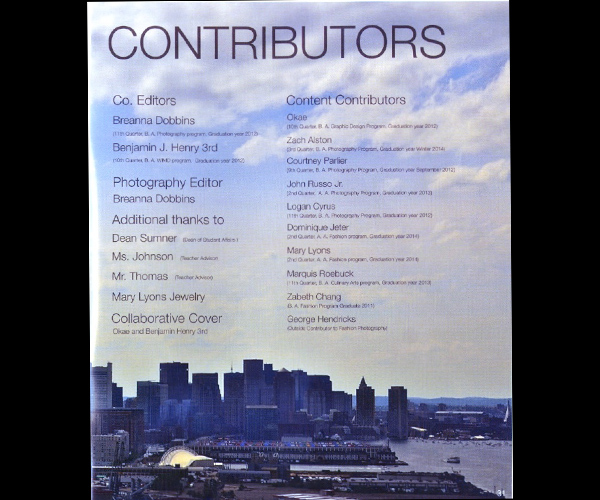 CONTRIBUTORS
Co. Editors
Breanna Dobbins
(11th Quarter, B. A. Photography program, Graduation year 2012)
Benjamin J. Henry 3rd
(10th Quarter, B. A. WMD program, Graduation year 2012)
Photography Editor
Breanna Dobbins
Additional thanks to
Dean Sumner (Dean of Student Affairs)
Ms. Johnson (Teacher Advisor)
Mr. Thomas (Teacher Advisor)
Mary Lyons Jewelry
Collaborative Cover
Okae and Benjamin Henry 3rd
Content Contributors
Okae
(10th Quarter, B. A. Graphic Design Program, Graduation year 2012)
Zach Alston
(3rd Quarter, B. A. Photography Program, Graduation year Winter 2014)
Courtney Parlier
(9th Quarter, B. A. Photography Program, Graduation year September 2012)
John Russo Jr.
(2nd Quarter, A. A. Photography Program, Graduation year 2013)
Logan Cyrus
(11th Quarter, B. A. Photography Program, Graduation year 2012)
Dominique Jeter
(2nd Quarter, A. A. Fashion program, Graduation year 2014)
Mary Lyons
(2nd Quarter, A. A. Fashion program, Graduation year 2014)
Marquis Roebuck
(11th Quarter, B. A. Culinary Arts program, Graduation year 2013)
Zabeth Chang
(B. A. Fashion Program Graduate 2011)
George Hendricks
(Outside Contributor to Fashion Photography)
31